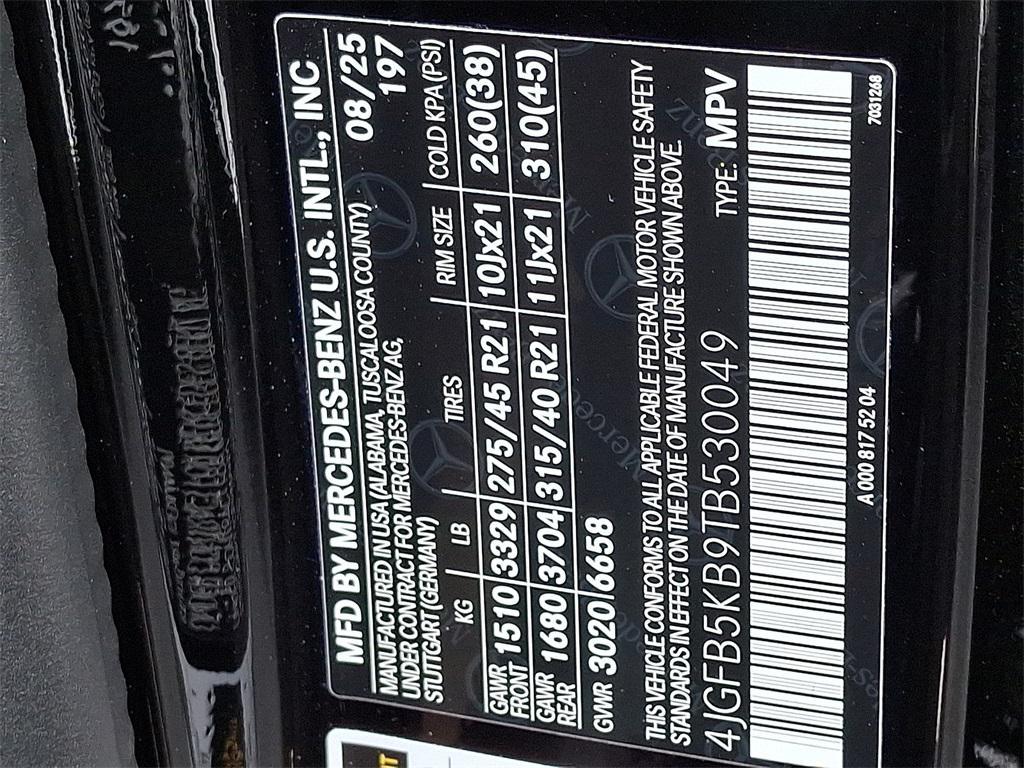 MFD BY MERCEDES-BENZ U.S. INTL., INC
MANUFACTURED IN USA (ALABAMA, TUSCALOOSA COUNTY) 08/25
UNDER CONTRACT FOR MERCEDES-BENZ AG, 197
STUTTGART (GERMANY)
KG LB TIRES RIM SIZE COLD KPA (PSI)
GAWR FRONT 1510 3329 275/45 R21 10Jx21 260(38)
GAWR REAR 1680 3704 315/40 R21 11Jx21 310(45)
GVWR 3020 6658
THIS VEHICLE CONFORMS TO ALL APPLICABLE FEDERAL MOTOR VEHICLE SAFETY
STANDARDS IN EFFECT ON THE DATE OF MANUFACTURE SHOWN ABOVE.
4JGFB5KB9TB530049 TYPE: MPV
A 000 817 52 04 7031268